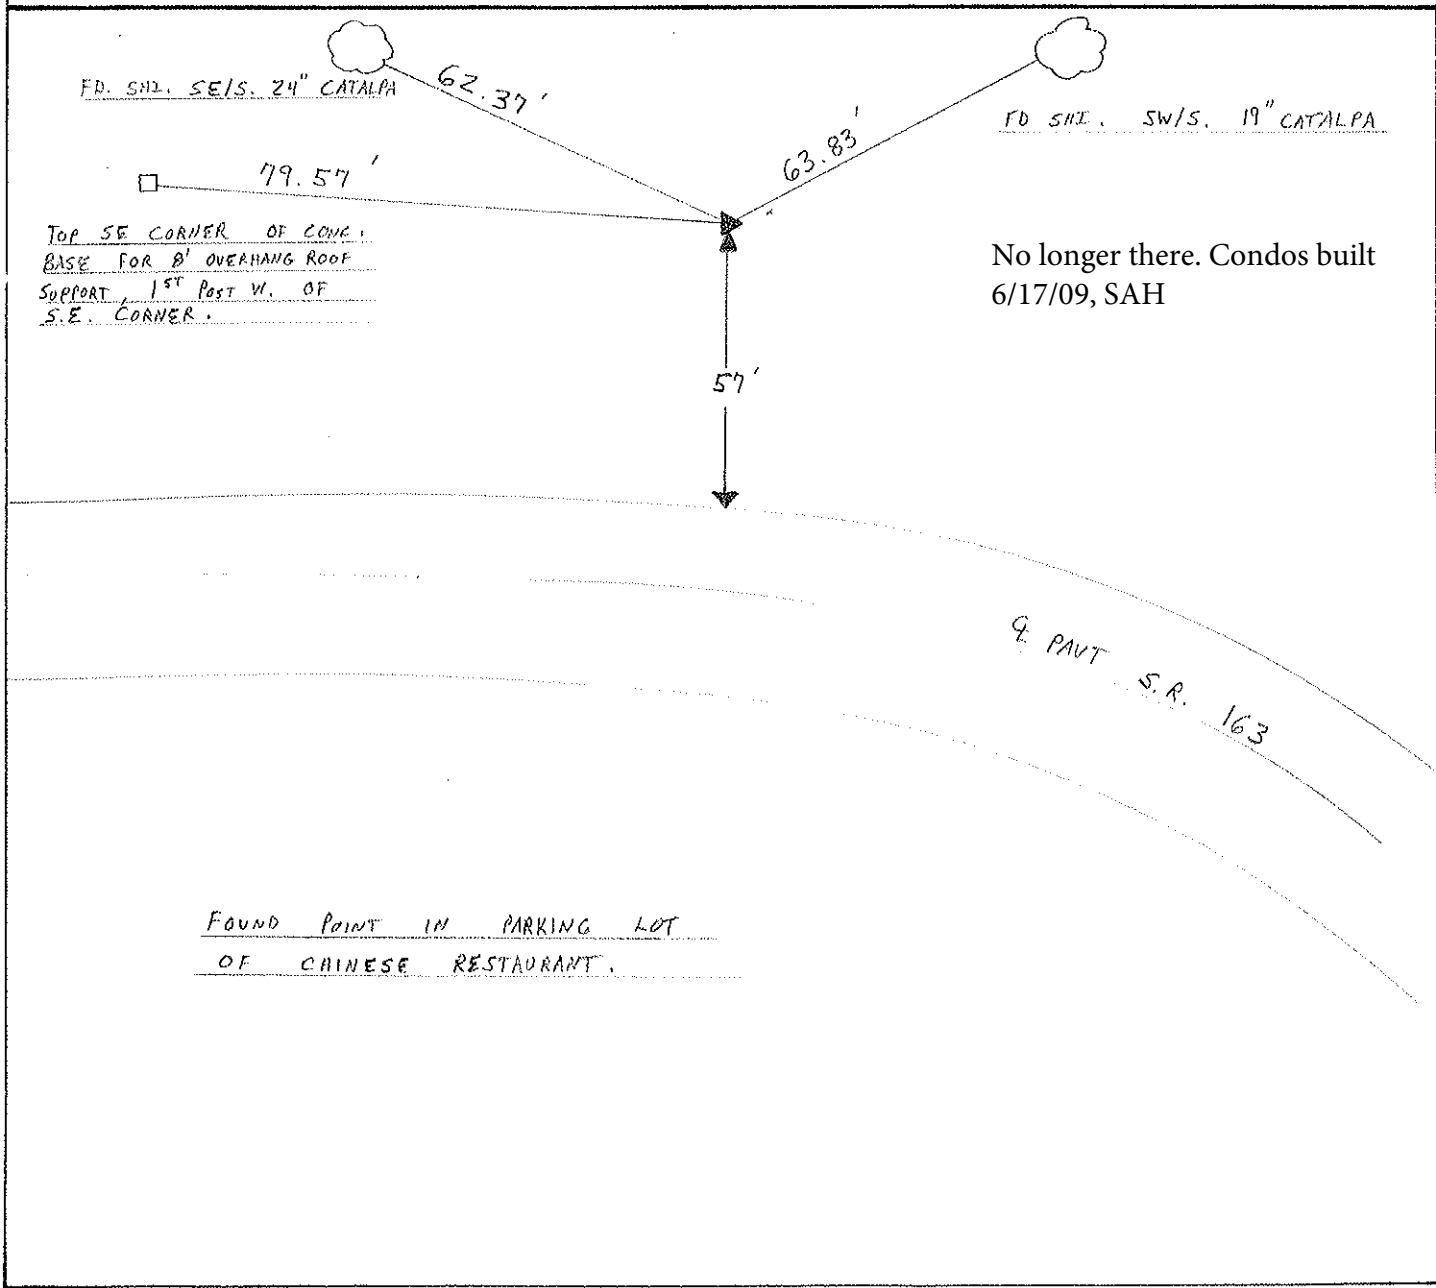 FD. SHI. SE/S. 24" CATALPA
62.37'
63.83'
FD SHI. SW/S. 19" CATALPA
79.57'
TOP SE CORNER OF CONC.
BASE FOR 8' OVERHANG ROOF
SUPPORT, 1ST POST W. OF
S.E. CORNER.
No longer there. Condos built
6/17/09, SAH
57'
℄ PAVT S.R. 163
FOUND POINT IN PARKING LOT
OF CHINESE RESTAURANT.